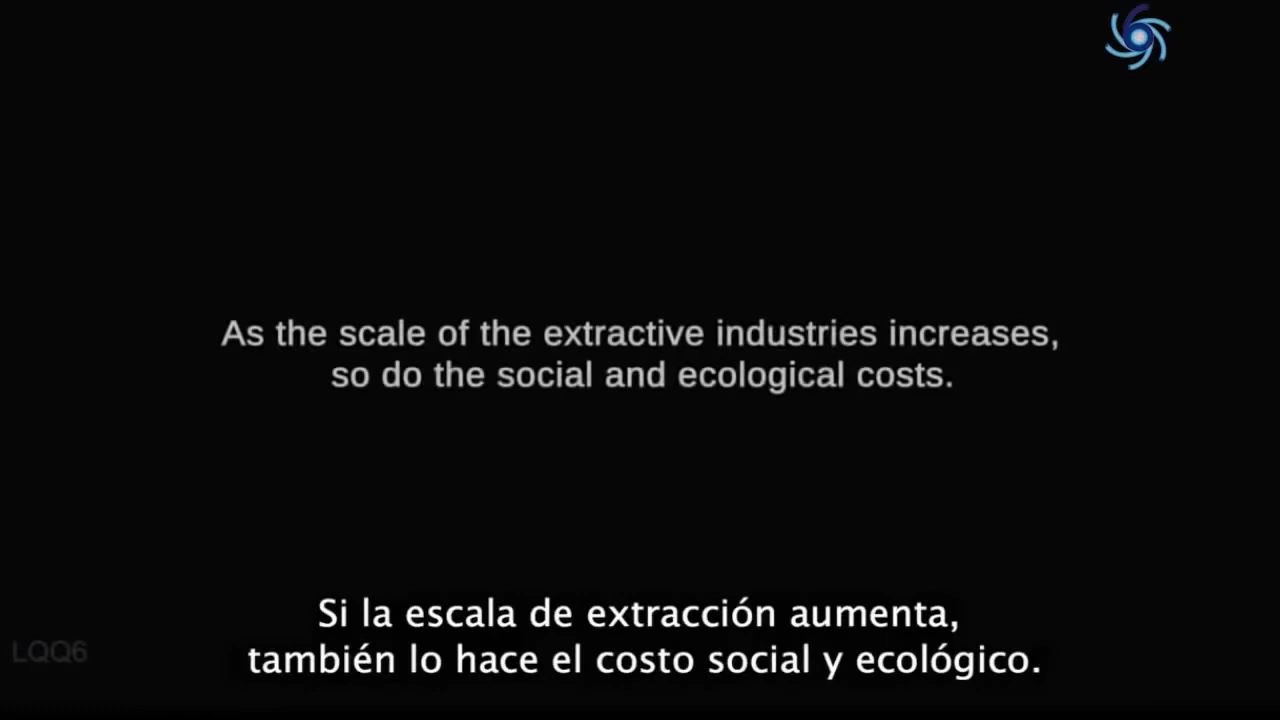 As the scale of the extractive industries increases,
so do the social and ecological costs.
Si la escala de extracción aumenta,
también lo hace el costo social y ecológico.
LQQ6